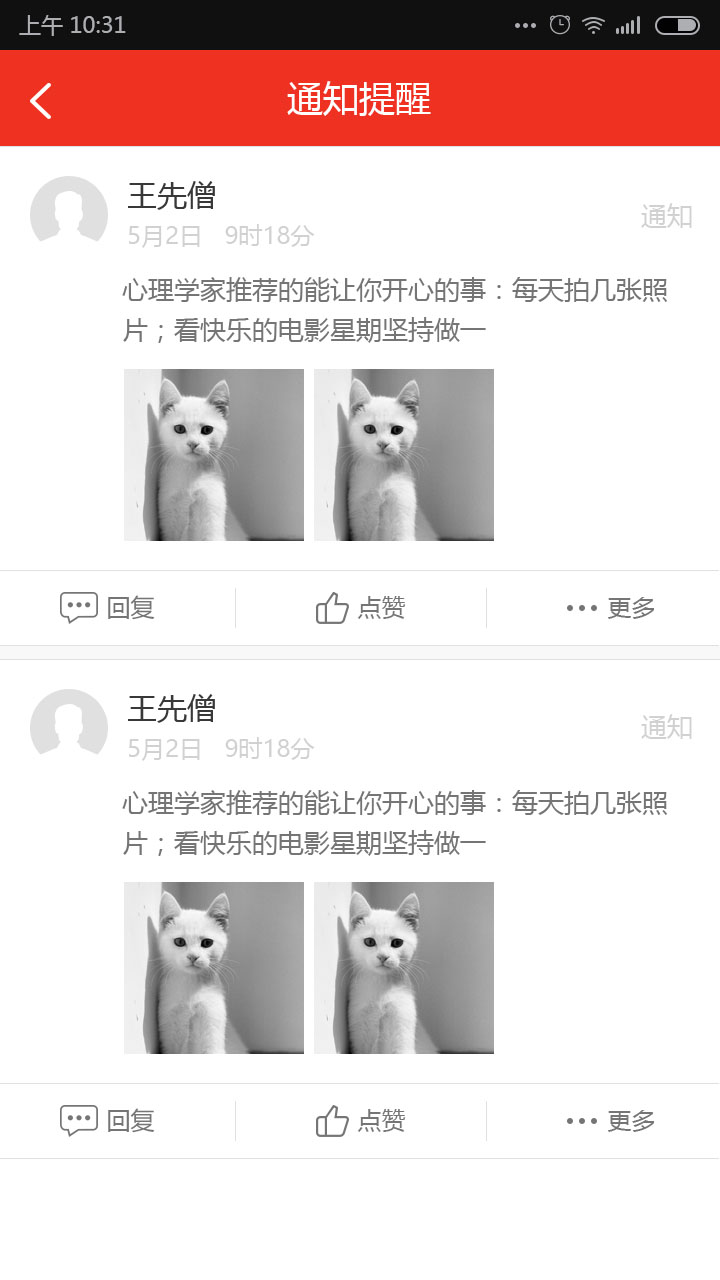 上午 10:31
通知提醒
王先僧
通知
5月2日 9时18分
心理学家推荐的能让你开心的事：每天拍几张照
片；看快乐的电影星期坚持做一
回复 点赞 更多
王先僧
通知
5月2日 9时18分
心理学家推荐的能让你开心的事：每天拍几张照
片；看快乐的电影星期坚持做一
回复 点赞 更多